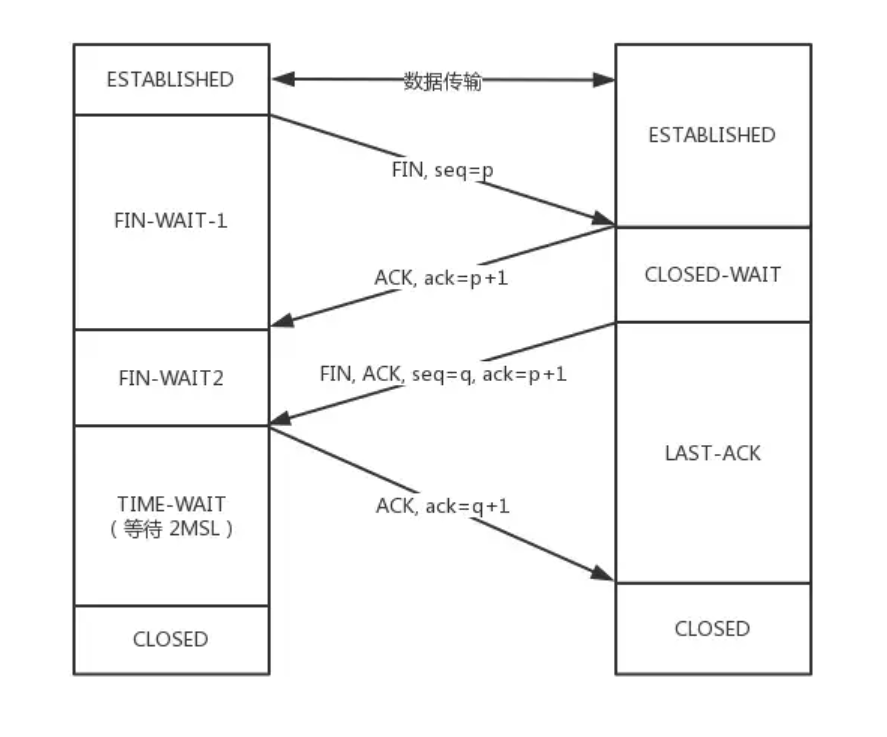 ESTABLISHED
数据传输
ESTABLISHED
FIN, seq=p
FIN-WAIT-1
CLOSED-WAIT
ACK, ack=p+1
FIN-WAIT2
FIN, ACK, seq=q, ack=p+1
LAST-ACK
TIME-WAIT
（等待 2MSL）
ACK, ack=q+1
CLOSED
CLOSED